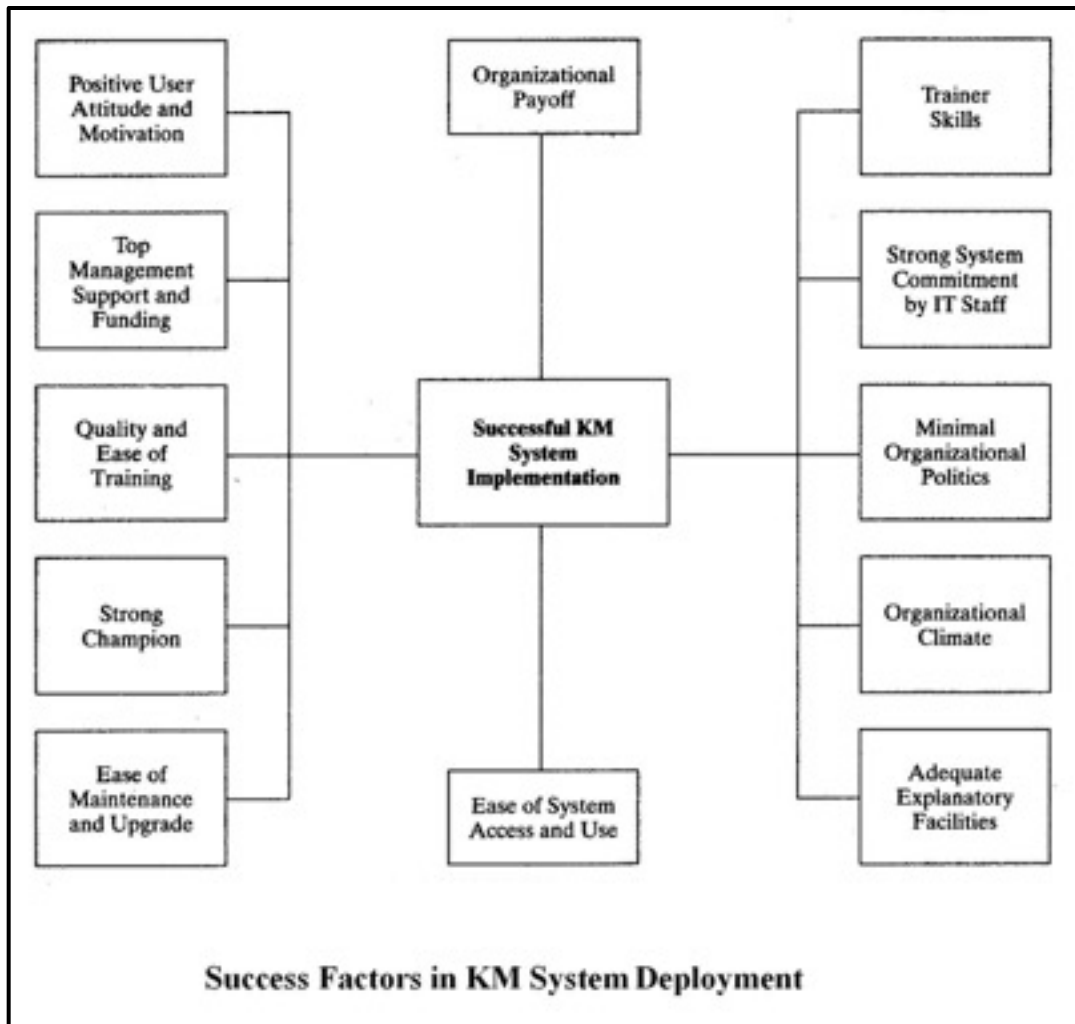 Positive User
Attitude and
Motivation
Top
Management
Support and
Funding
Quality and
Ease of
Training
Strong
Champion
Ease of
Maintenance
and Upgrade
Organizational
Payoff
Successful KM
System
Implementation
Ease of System
Access and Use
Trainer
Skills
Strong System
Commitment
by IT Staff
Minimal
Organizational
Politics
Organizational
Climate
Adequate
Explanatory
Facilities
Success Factors in KM System Deployment